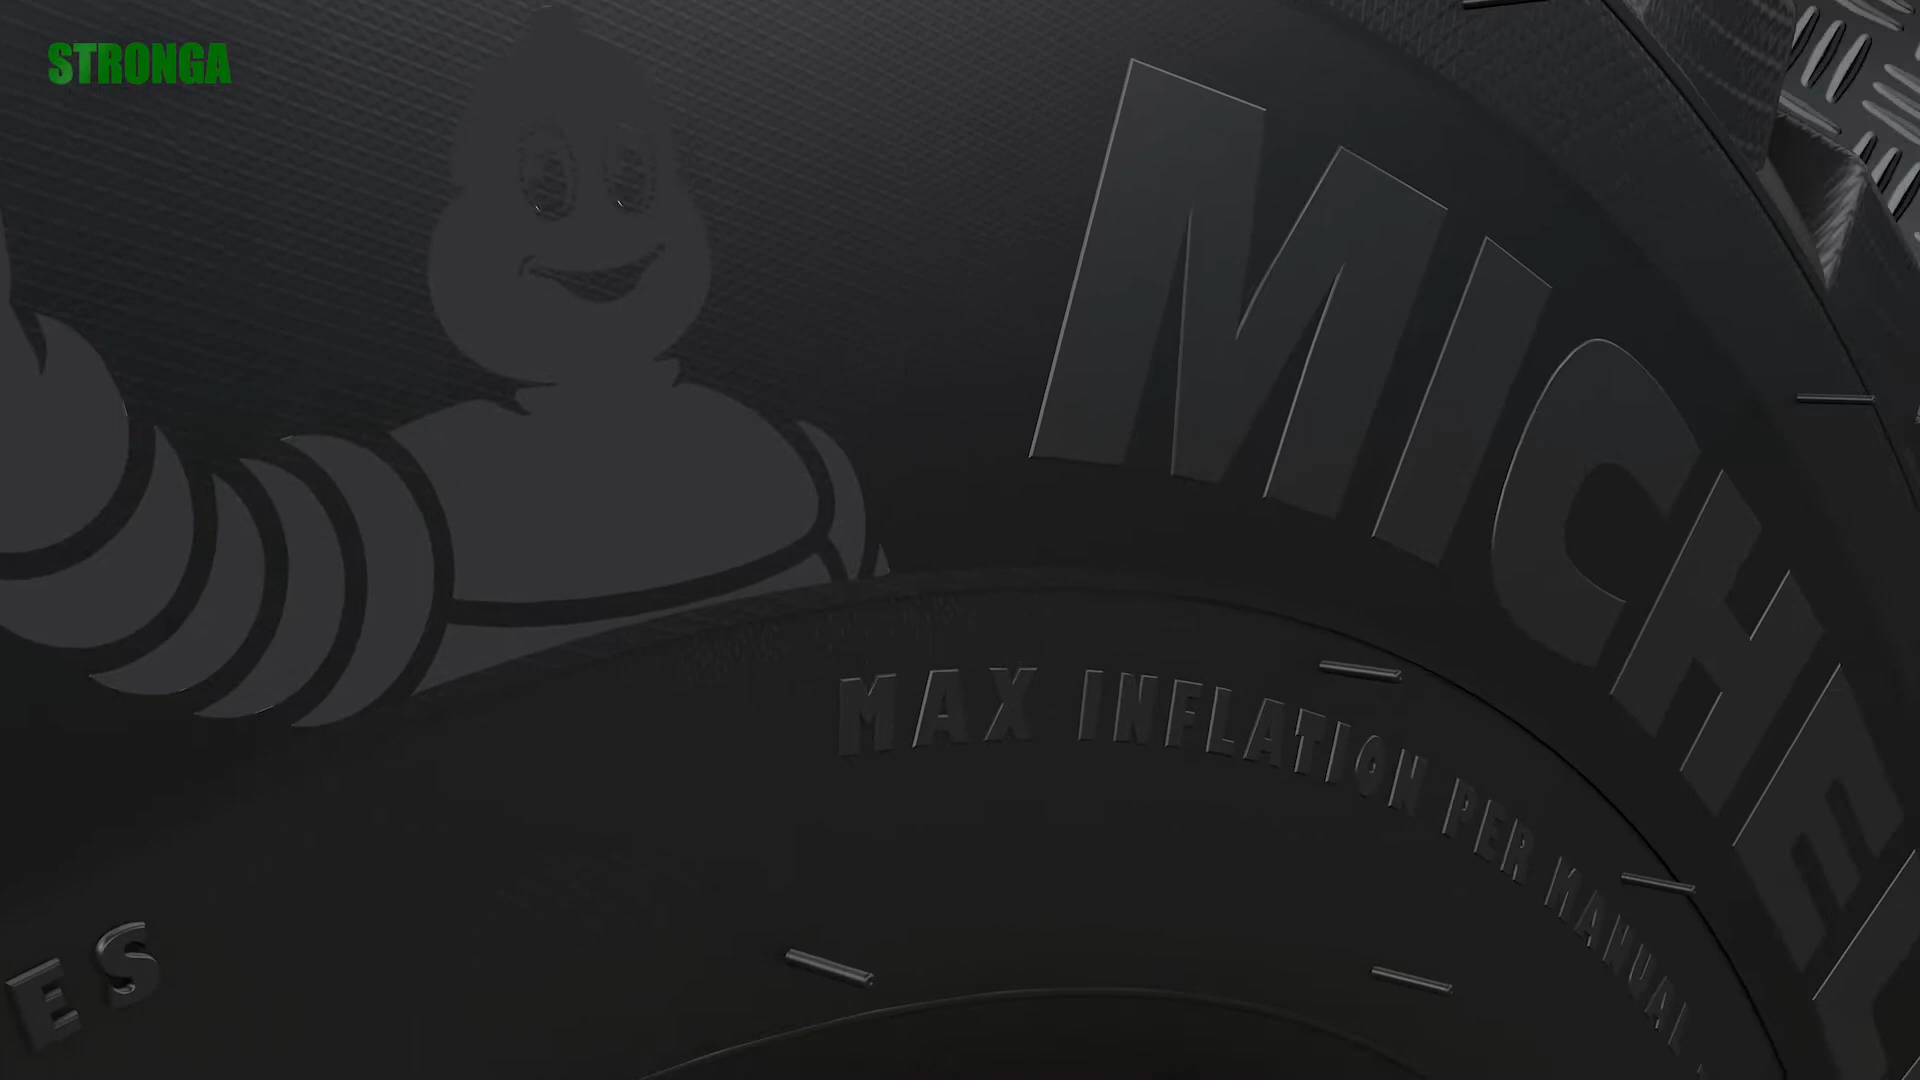 STRONGA
MICHE
MAX INFLATION PER MANUAL
ES